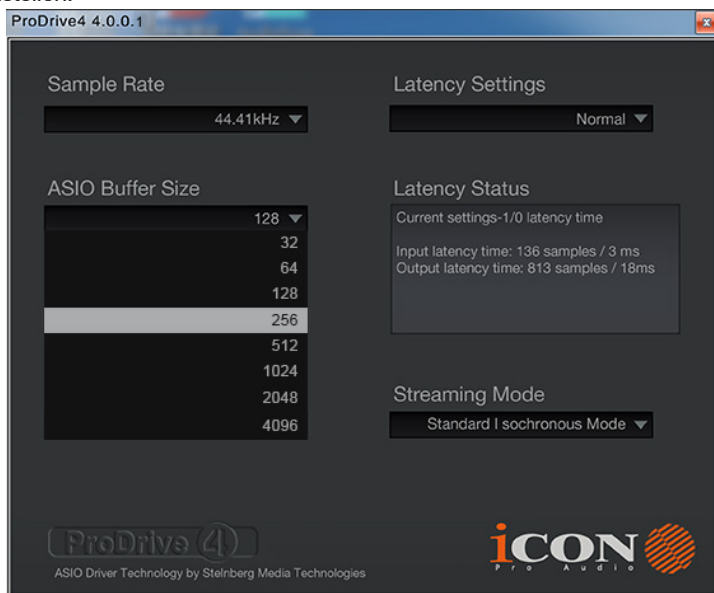 ProDrive4 4.0.0.1
Sample Rate
44.41kHz
Latency Settings
Normal
ASIO Buffer Size
128
32
64
128
256
512
1024
2048
4096
Latency Status
Current settings-1/0 latency time
Input latency time: 136 samples / 3 ms
Output latency time: 813 samples / 18ms
Streaming Mode
Standard I sochronous Mode
ProDrive 4
ASIO Driver Technology by Steinberg Media Technologies
iCON
Pro Audio